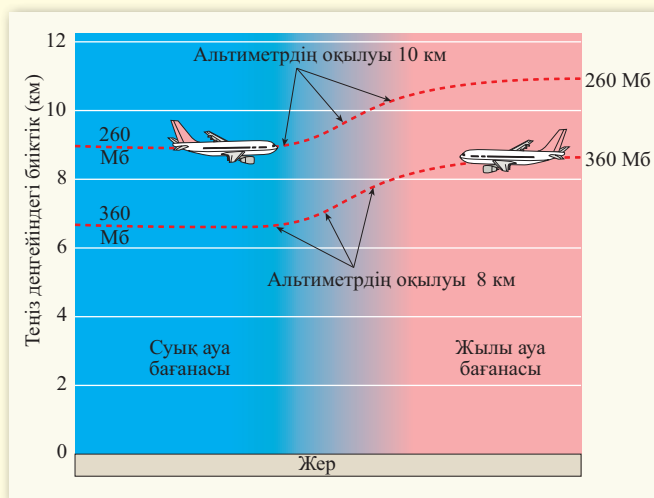 Теңіз деңгейіндегі биіктік (км)
12
10
8
6
4
2
0
Альтиметрдің оқылуы 10 км
260 Мб
260
Мб
360 Мб
360
Мб
Альтиметрдің оқылуы 8 км
Суық ауа
бағанасы
Жылы ауа
бағанасы
Жер